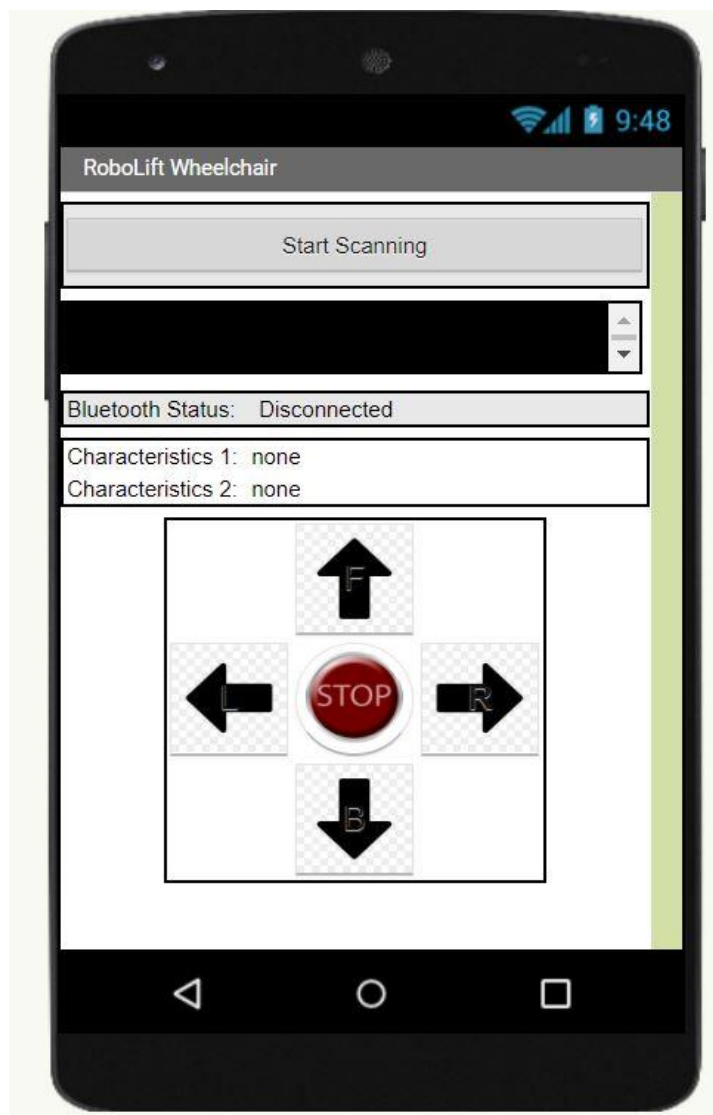 9:48
RoboLift Wheelchair
Start Scanning
Bluetooth Status: Disconnected
Characteristics 1: none
Characteristics 2: none
F
L STOP R
B